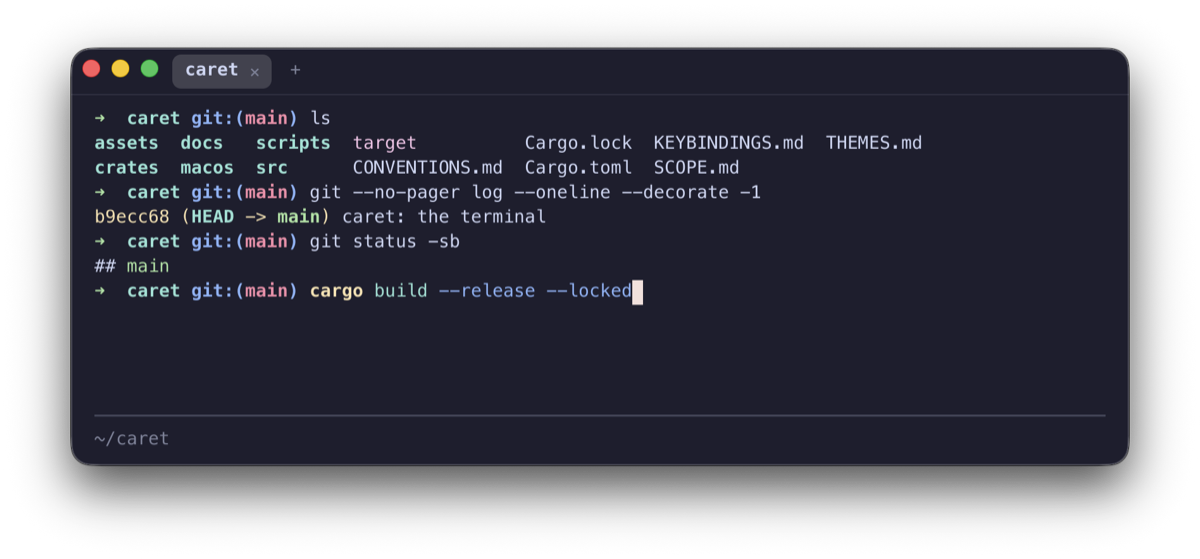 caret × +
➜  caret git:(main) ls
assets  docs   scripts  target          Cargo.lock  KEYBINDINGS.md  THEMES.md
crates  macos  src      CONVENTIONS.md  Cargo.toml  SCOPE.md
➜  caret git:(main) git --no-pager log --oneline --decorate -1
b9ecc68 (HEAD -> main) caret: the terminal
➜  caret git:(main) git status -sb
## main
➜  caret git:(main) cargo build --release --locked
~/caret